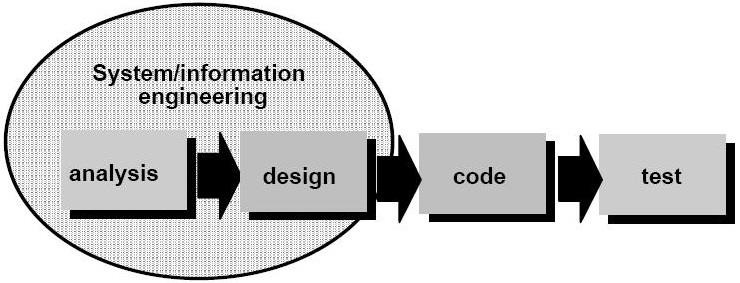 System/information
engineering
analysis
design
code
test